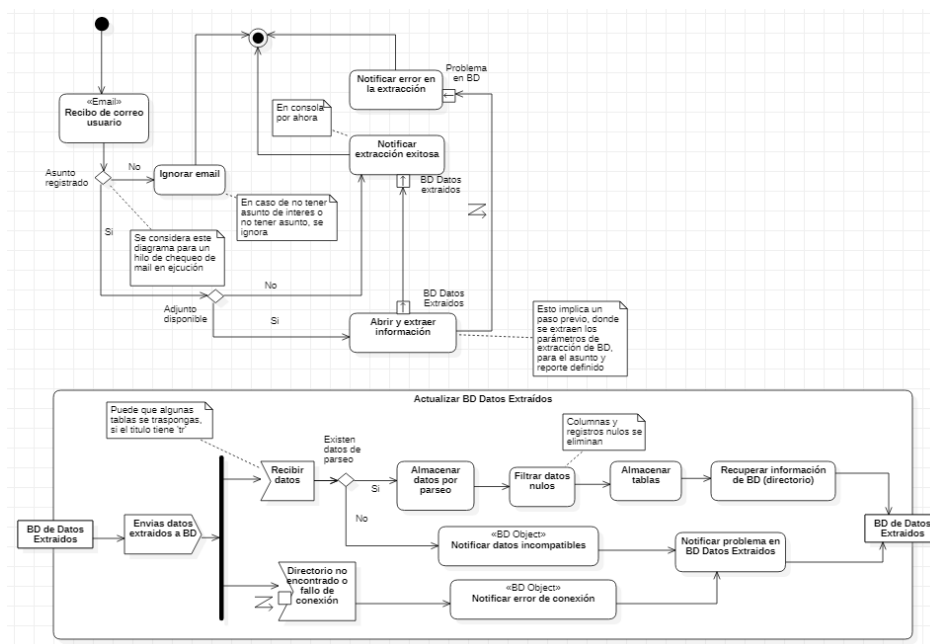 Problema
en BD
Notificar error en
la extracción
«Email»
Recibo de correo
usuario
En consola
por ahora
Notificar
extracción exitosa
Asunto
registrado
No
Ignorar email
BD Datos
extraidos
En caso de no tener
asunto de interes o
no tener asunto, se
ignora
Si
Se considera este
diagrama para un
hilo de chequeo de
mail en ejcución
No
Adjunto
disponible
Si
BD Datos
Extraidos
Abrir y extraer
información
Esto implica un
paso previo, donde
se extraen los
parámetros de
extracción de BD,
para el asunto y
reporte definido
Actualizar BD Datos Extraídos
Puede que algunas
tablas se traspongas,
si el titulo tiene 'tr'
Existen
datos de
parseo
Columnas y
registros nulos se
eliminan
Recibir
datos
Si
Almacenar
datos por
parseo
Filtrar datos
nulos
Almacenar
tablas
Recuperar información
de BD (directorio)
No
BD de Datos
Extraidos
Envias datos
extraidos a BD
«BD Object»
Notificar datos incompatibles
Notificar problema en
BD Datos Extraidos
BD de Datos
Extraidos
Directorio no
encontrado o
fallo de
conexión
«BD Object»
Notificar error de conexión